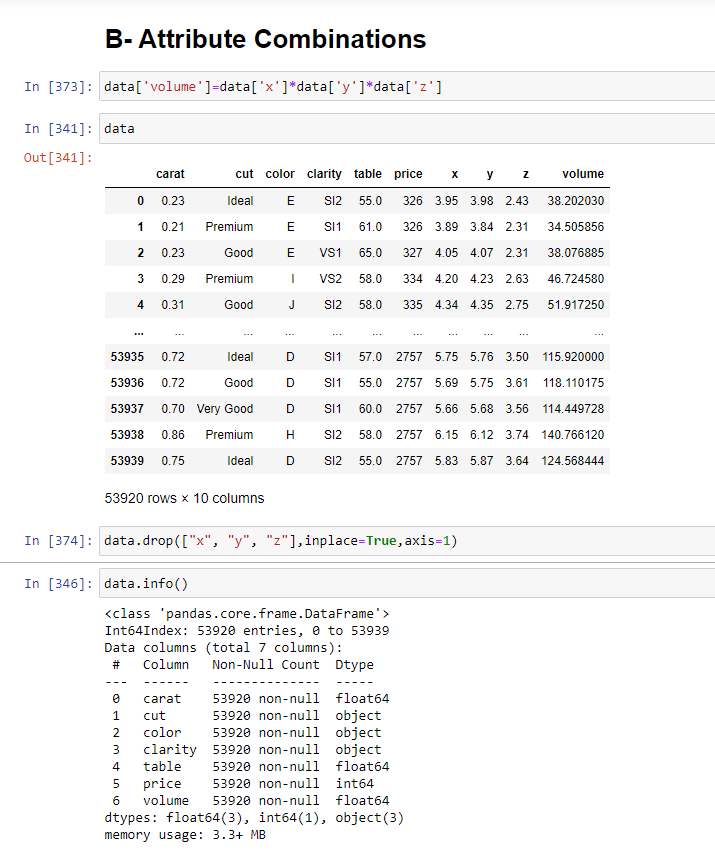 B- Attribute Combinations
In [373]: data['volume']=data['x']*data['y']*data['z']
In [341]: data
Out[341]:
carat cut color clarity table price x y z volume
0 0.23 Ideal E SI2 55.0 326 3.95 3.98 2.43 38.202030
1 0.21 Premium E SI1 61.0 326 3.89 3.84 2.31 34.505856
2 0.23 Good E VS1 65.0 327 4.05 4.07 2.31 38.076885
3 0.29 Premium I VS2 58.0 334 4.20 4.23 2.63 46.724580
4 0.31 Good J SI2 58.0 335 4.34 4.35 2.75 51.917250
... ... ... ... ... ... ... ... ... ... ...
53935 0.72 Ideal D SI1 57.0 2757 5.75 5.76 3.50 115.920000
53936 0.72 Good D SI1 55.0 2757 5.69 5.75 3.61 118.110175
53937 0.70 Very Good D SI1 60.0 2757 5.66 5.68 3.56 114.449728
53938 0.86 Premium H SI2 58.0 2757 6.15 6.12 3.74 140.766120
53939 0.75 Ideal D SI2 55.0 2757 5.83 5.87 3.64 124.568444
53920 rows × 10 columns
In [374]: data.drop(["x", "y", "z"],inplace=True,axis=1)
In [346]: data.info()
<class 'pandas.core.frame.DataFrame'>
Int64Index: 53920 entries, 0 to 53939
Data columns (total 7 columns):
#   Column   Non-Null Count  Dtype
---  ------   --------------  -----
0   carat    53920 non-null  float64
1   cut      53920 non-null  object
2   color    53920 non-null  object
3   clarity  53920 non-null  object
4   table    53920 non-null  float64
5   price    53920 non-null  int64
6   volume   53920 non-null  float64
dtypes: float64(3), int64(1), object(3)
memory usage: 3.3+ MB